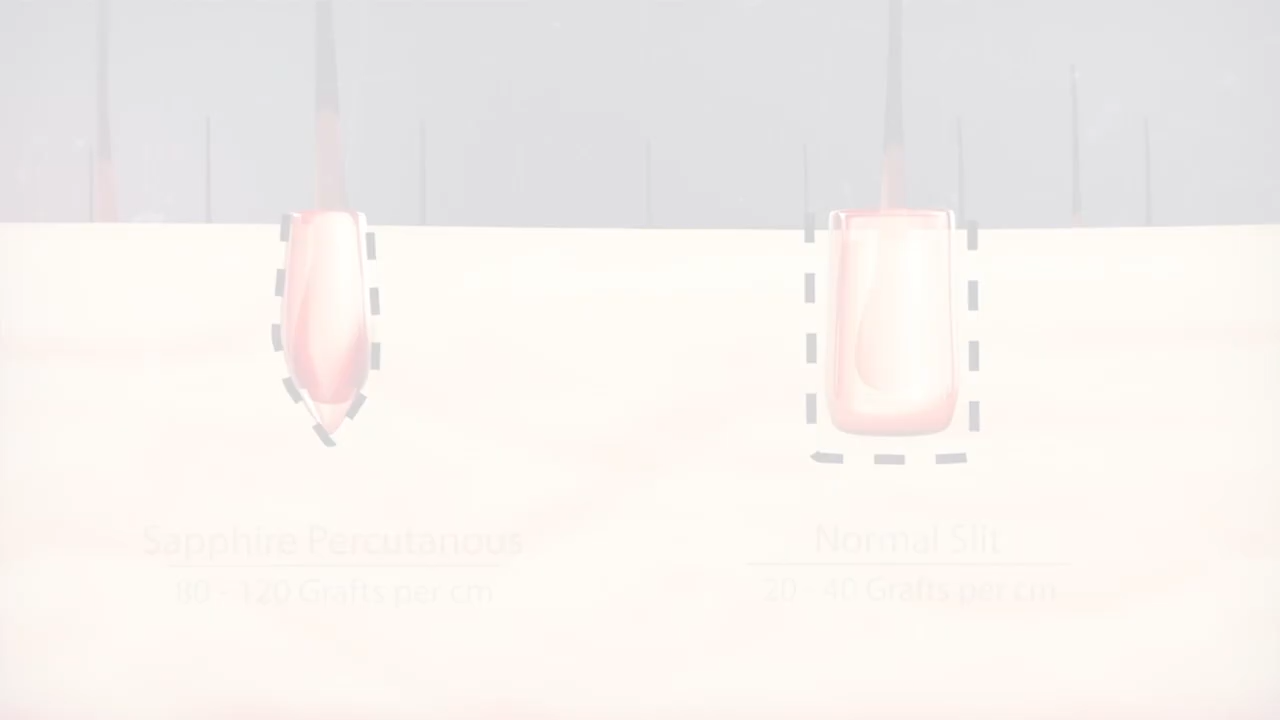 Sapphire Percutanous
80 - 120 Grafts per cm
Normal Slit
20 - 40 Grafts per cm